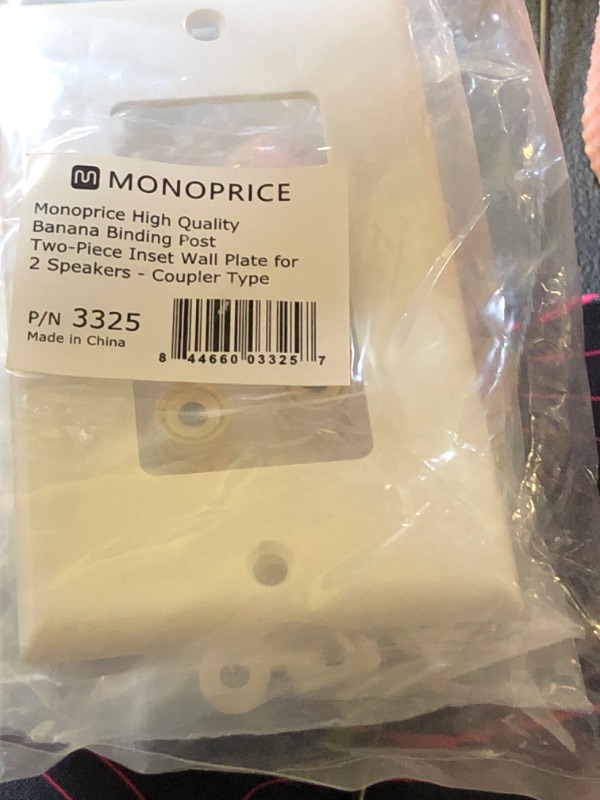 MONOPRICE
Monoprice High Quality
Banana Binding Post
Two-Piece Inset Wall Plate for
2 Speakers - Coupler Type
P/N 3325
Made in China
8 44660 03325 7